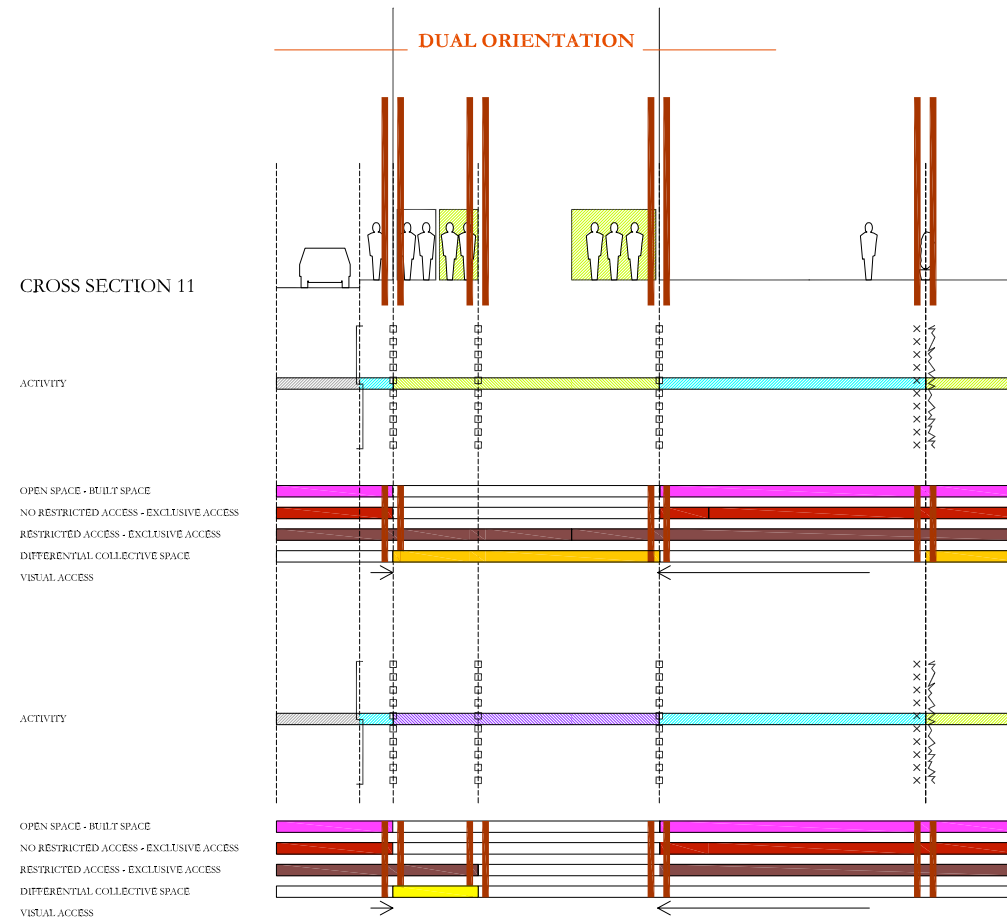 DUAL ORIENTATION
CROSS SECTION 11
ACTIVITY
OPEN SPACE - BUILT SPACE
NO RESTRICTED ACCESS - EXCLUSIVE ACCESS
RESTRICTED ACCESS - EXCLUSIVE ACCESS
DIFFERENTIAL COLLECTIVE SPACE
VISUAL ACCESS
ACTIVITY
OPEN SPACE - BUILT SPACE
NO RESTRICTED ACCESS - EXCLUSIVE ACCESS
RESTRICTED ACCESS - EXCLUSIVE ACCESS
DIFFERENTIAL COLLECTIVE SPACE
VISUAL ACCESS